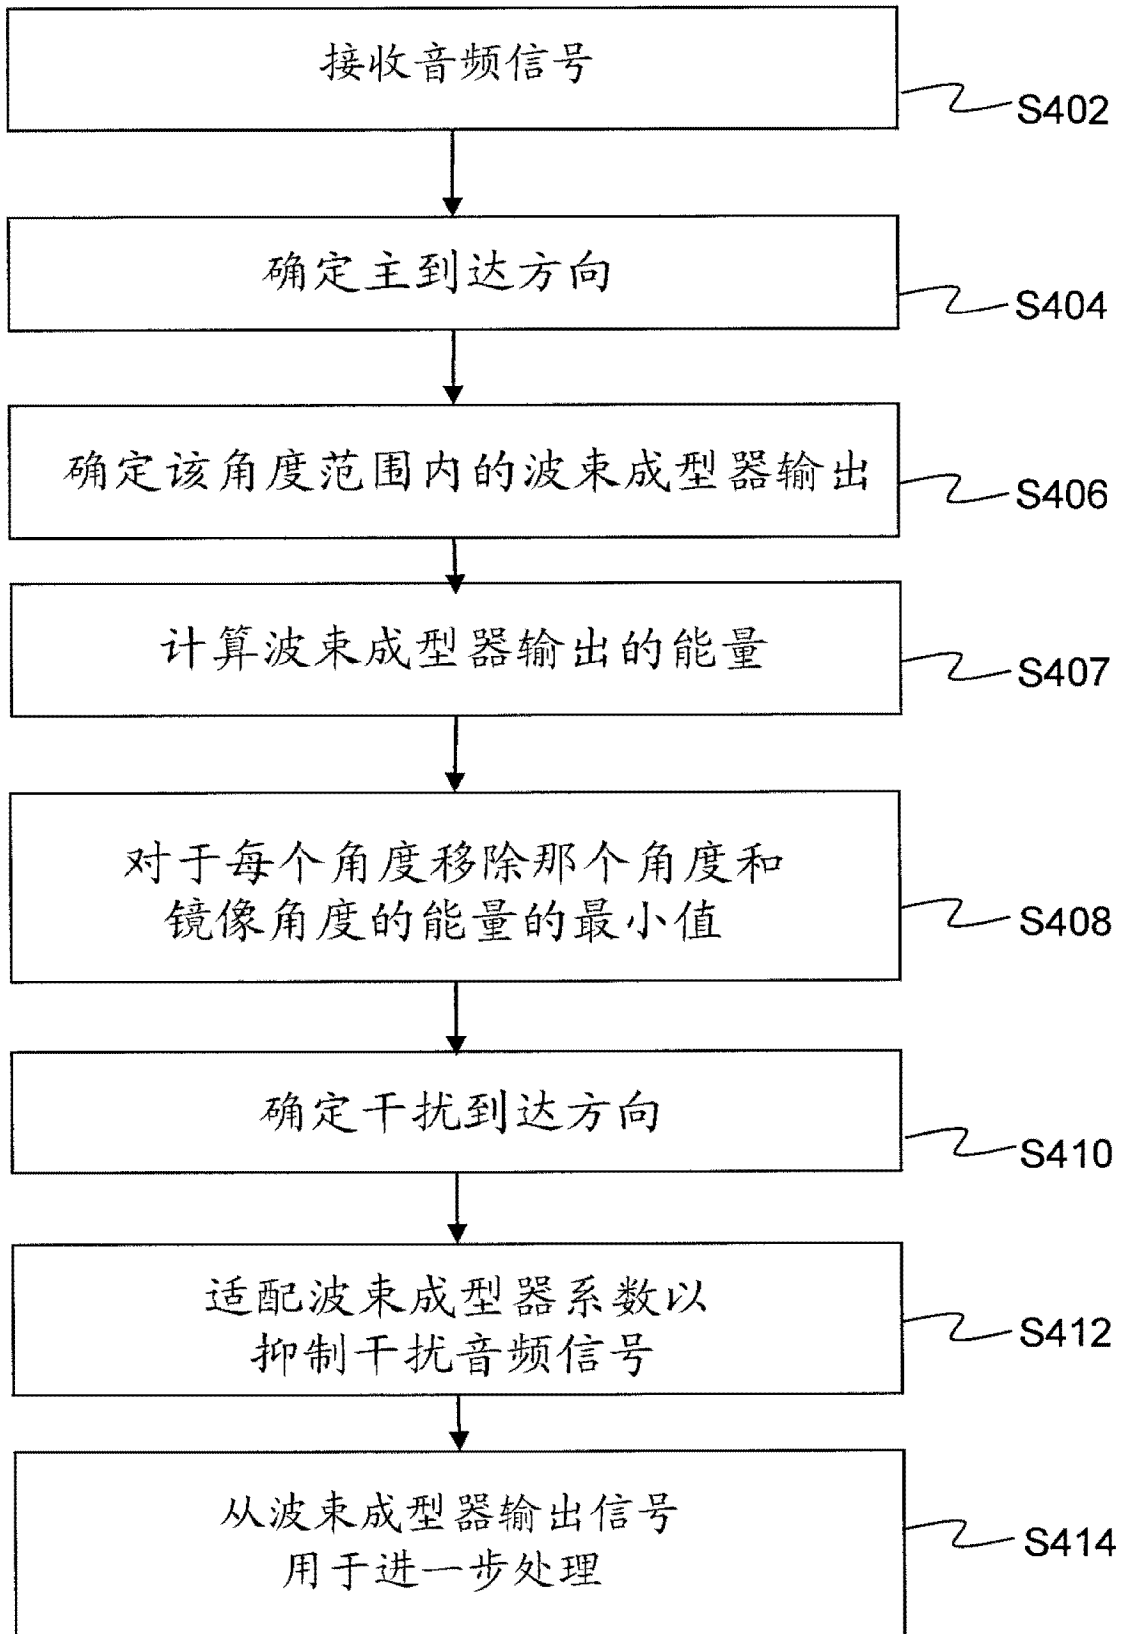 接收音频信号
S402
确定主到达方向
S404
确定该角度范围内的波束成型器输出
S406
计算波束成型器输出的能量
S407
对于每个角度移除那个角度和
镜像角度的能量的最小值
S408
确定干扰到达方向
S410
适配波束成型器系数以
抑制干扰音频信号
S412
从波束成型器输出信号
用于进一步处理
S414